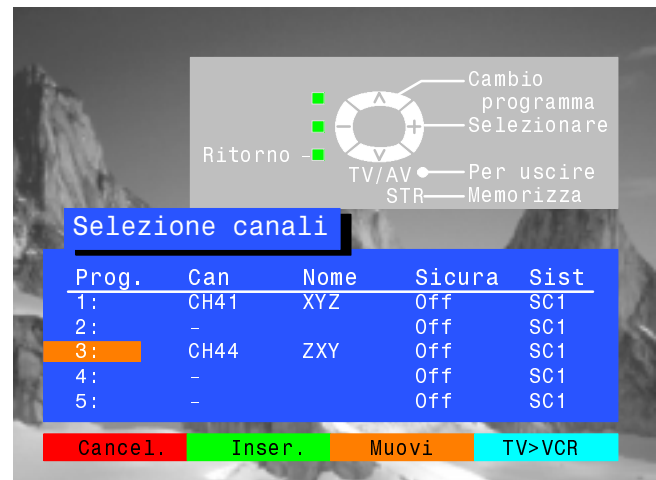 Cambio
programma
Selezionare
Ritorno
TV/AV Per uscire
STR Memorizza
Selezione canali
Prog. Can Nome Sicura Sist
1: CH41 XYZ Off SC1
2: – Off SC1
3: CH44 ZXY Off SC1
4: – Off SC1
5: – Off SC1
Cancel. Inser. Muovi TV>VCR